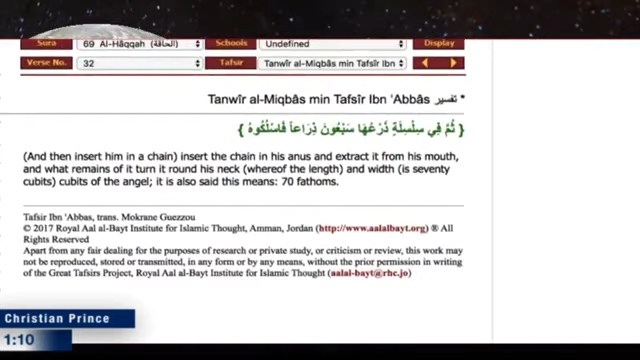 Sura 69 Al-Hâqqah (الحاقة) Schools Undefined Display
Verse No. 32 Tafsir Tanwîr al-Miqbâs min Tafsîr Ibn
Tanwîr al-Miqbâs min Tafsîr Ibn 'Abbâs تفسير *
{ ثُمَّ فِي سِلْسِلَةٍ ذَرْعُهَا سَبْعُونَ ذِرَاعاً فَاسْلُكُوهُ }
(And then insert him in a chain) insert the chain in his anus and extract it from his mouth,
and what remains of it turn it round his neck (whereof the length) and width (is seventy
cubits) cubits of the angel; it is also said this means: 70 fathoms.
Tafsir Ibn 'Abbas, trans. Mokrane Guezzou
© 2017 Royal Aal al-Bayt Institute for Islamic Thought, Amman, Jordan (http://www.aalalbayt.org) ® All
Rights Reserved
Apart from any fair dealing for the purposes of research or private study, or criticism or review, this work may
not be reproduced, stored or transmitted, in any form or by any means, without the prior permission in writing
of the Great Tafsirs Project, Royal Aal al-Bayt Institute for Islamic Thought (aalal-bayt@rhc.jo)
Christian Prince
1:10